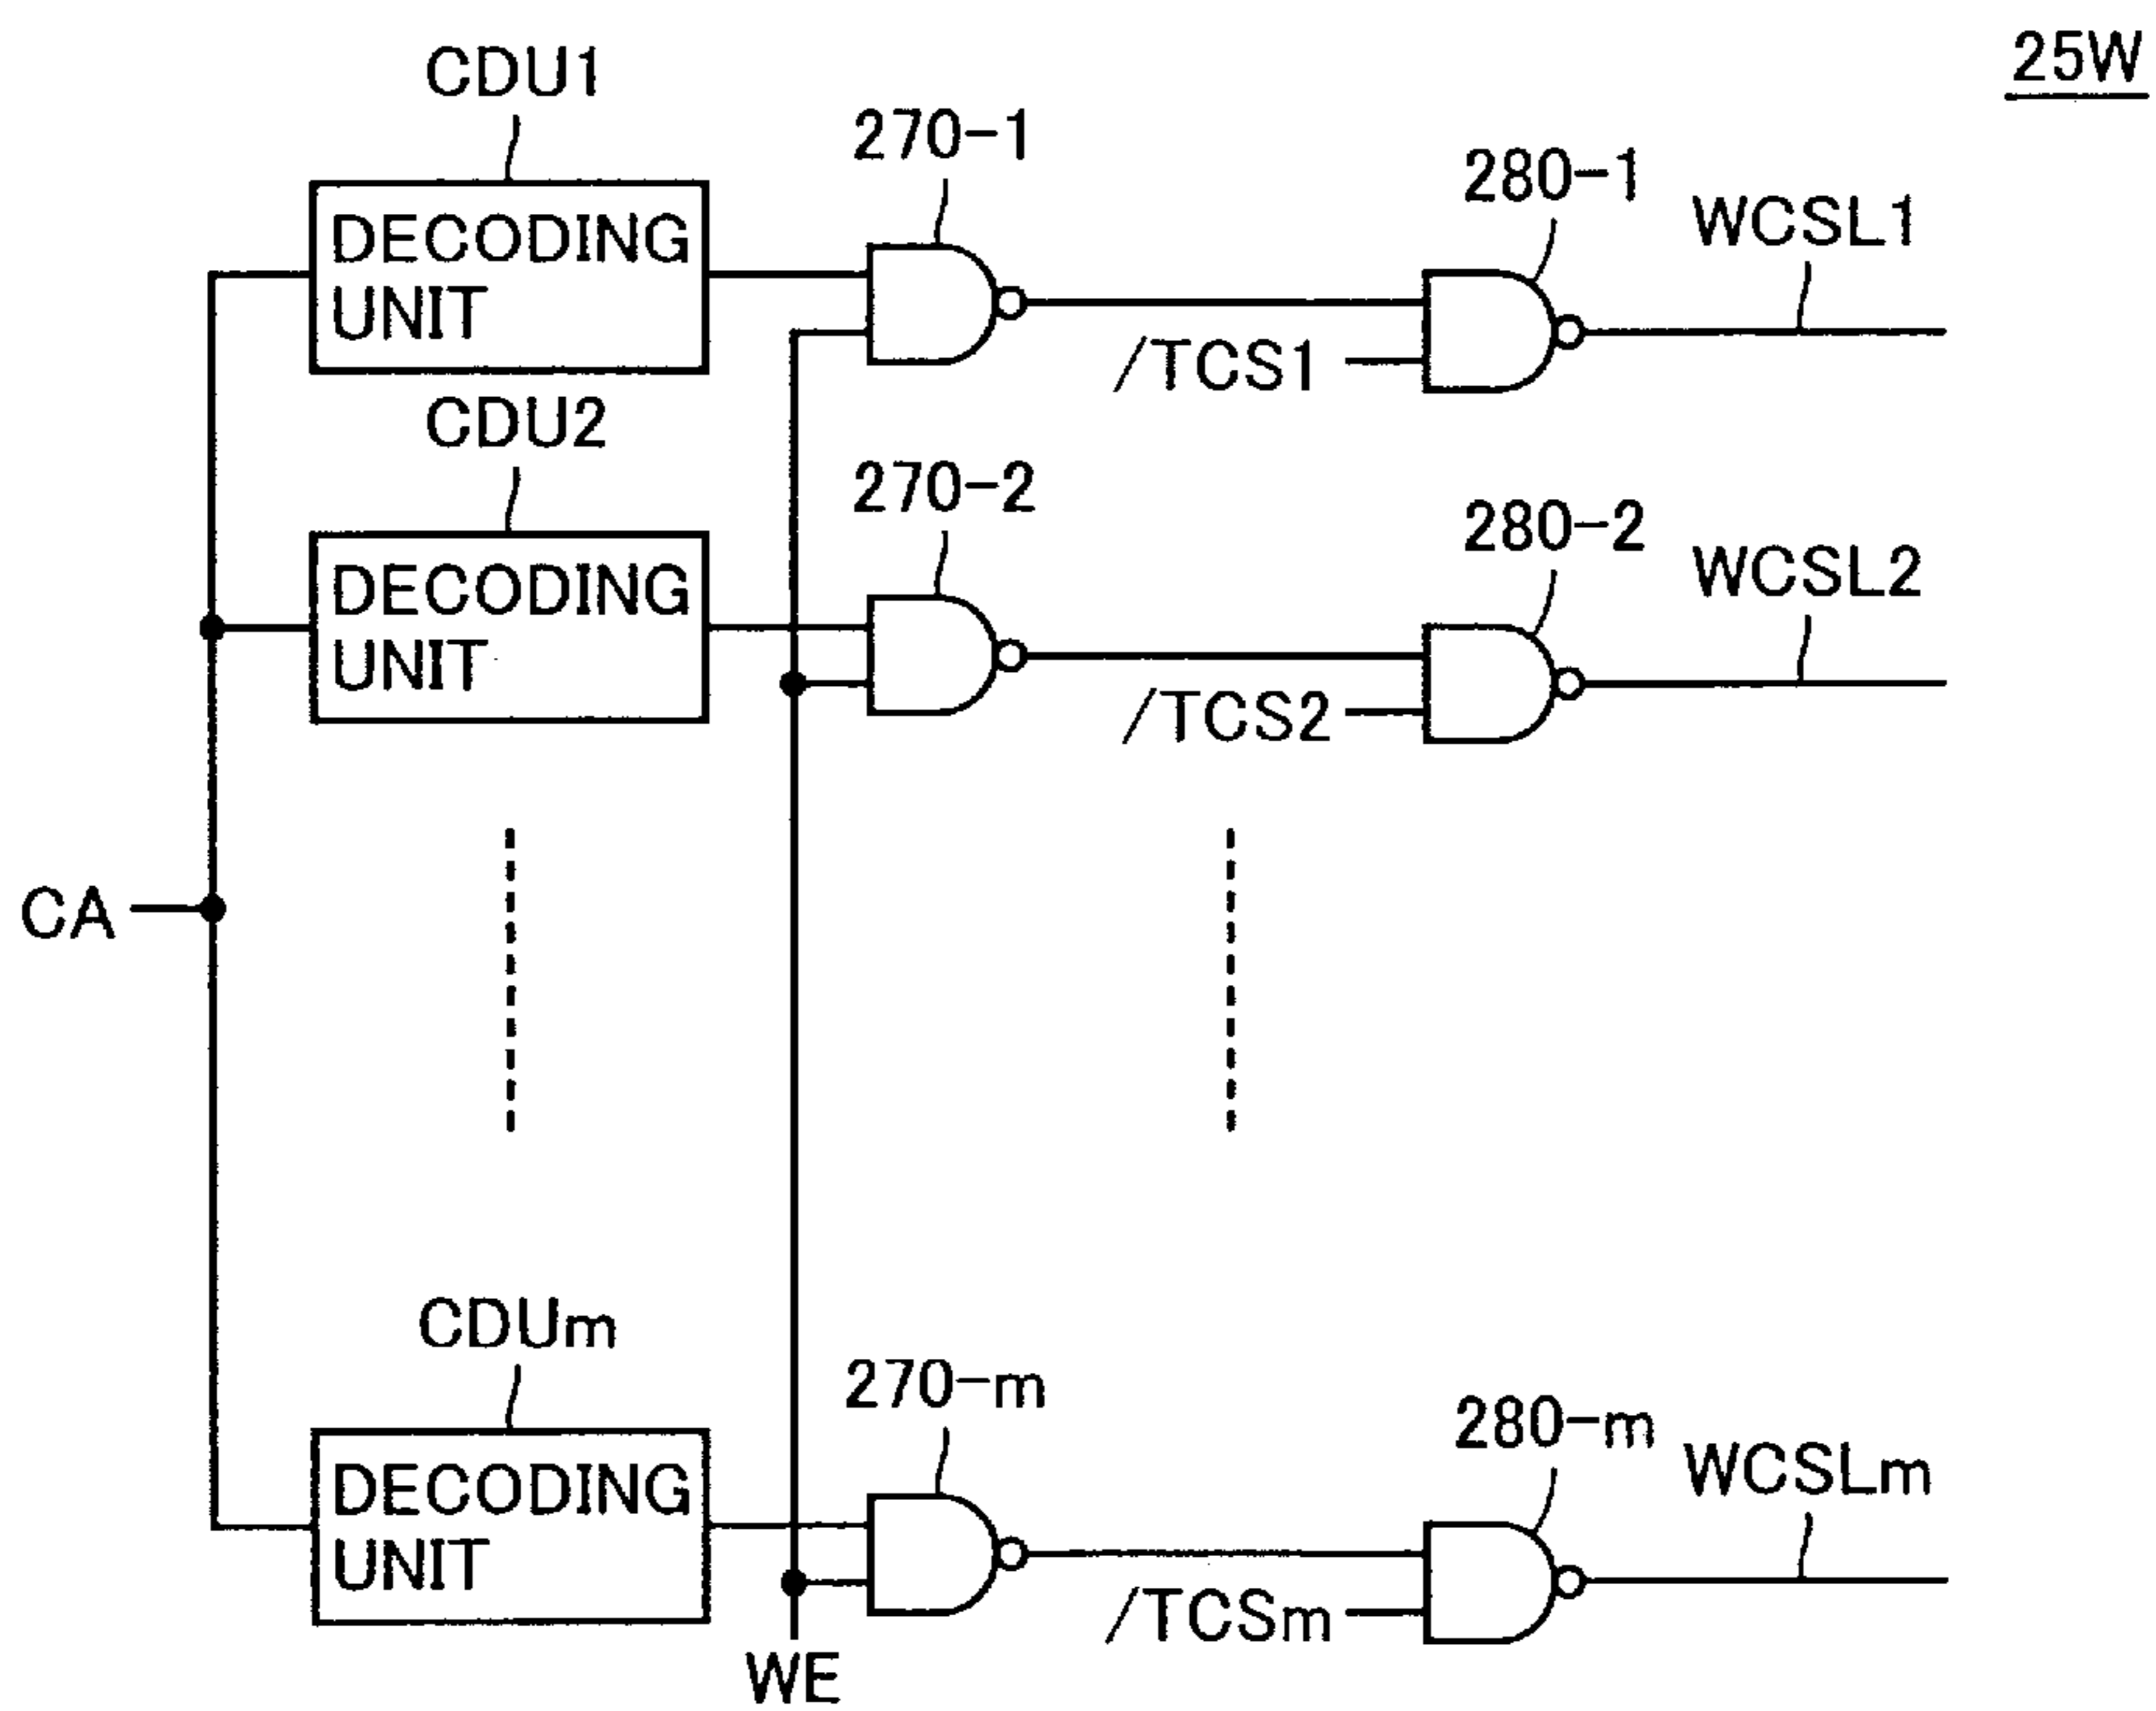 25W
CDU1
270-1
280-1
WCSL1
DECODING
UNIT
/TCS1
CDU2
270-2
280-2
WCSL2
DECODING
UNIT
/TCS2
CA
CDUm
270-m
280-m
WCSLm
DECODING
UNIT
/TCSm
WE